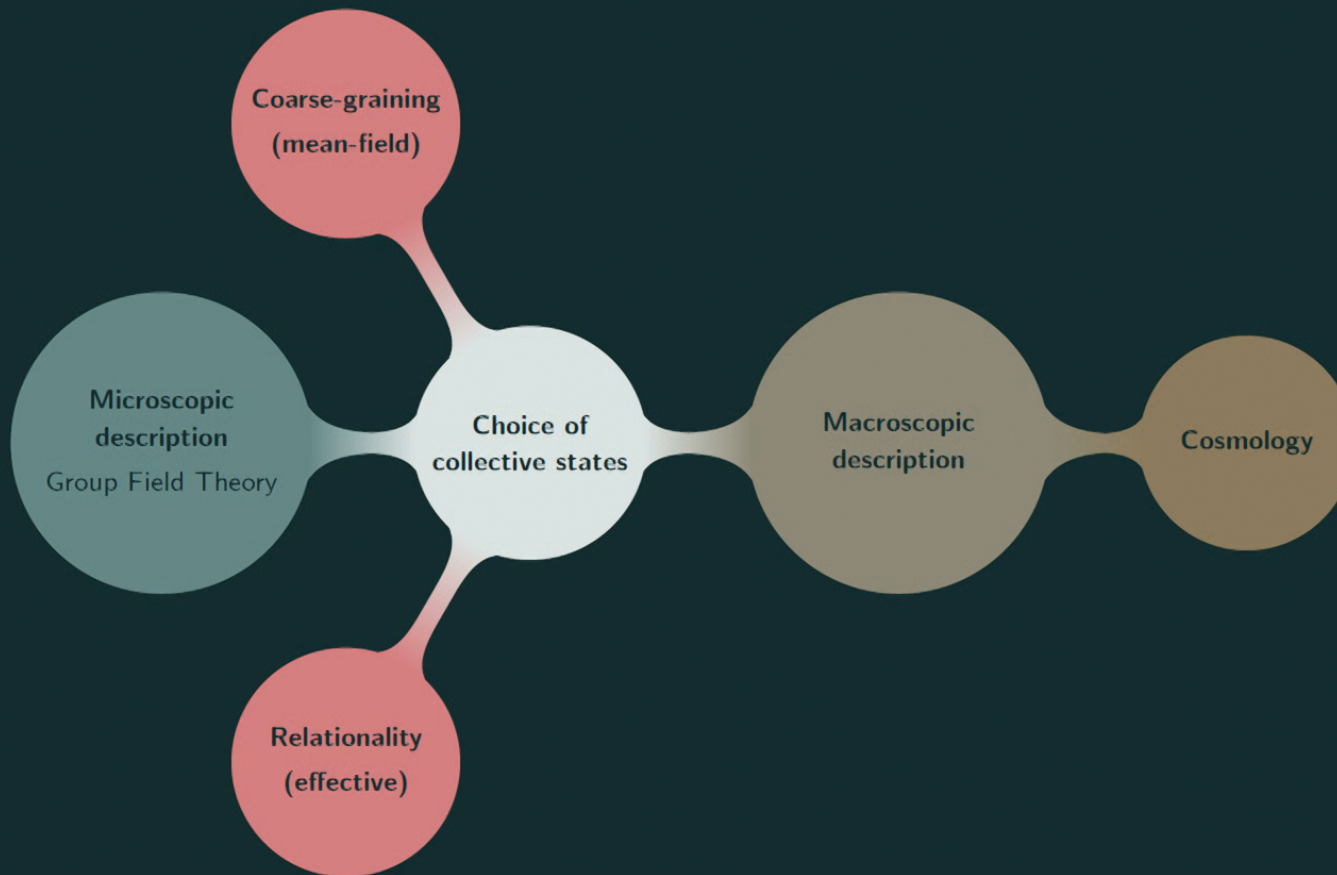 Coarse-graining
(mean-field)
Microscopic
description
Group Field Theory
Choice of
collective states
Macroscopic
description
Cosmology
Relationality
(effective)